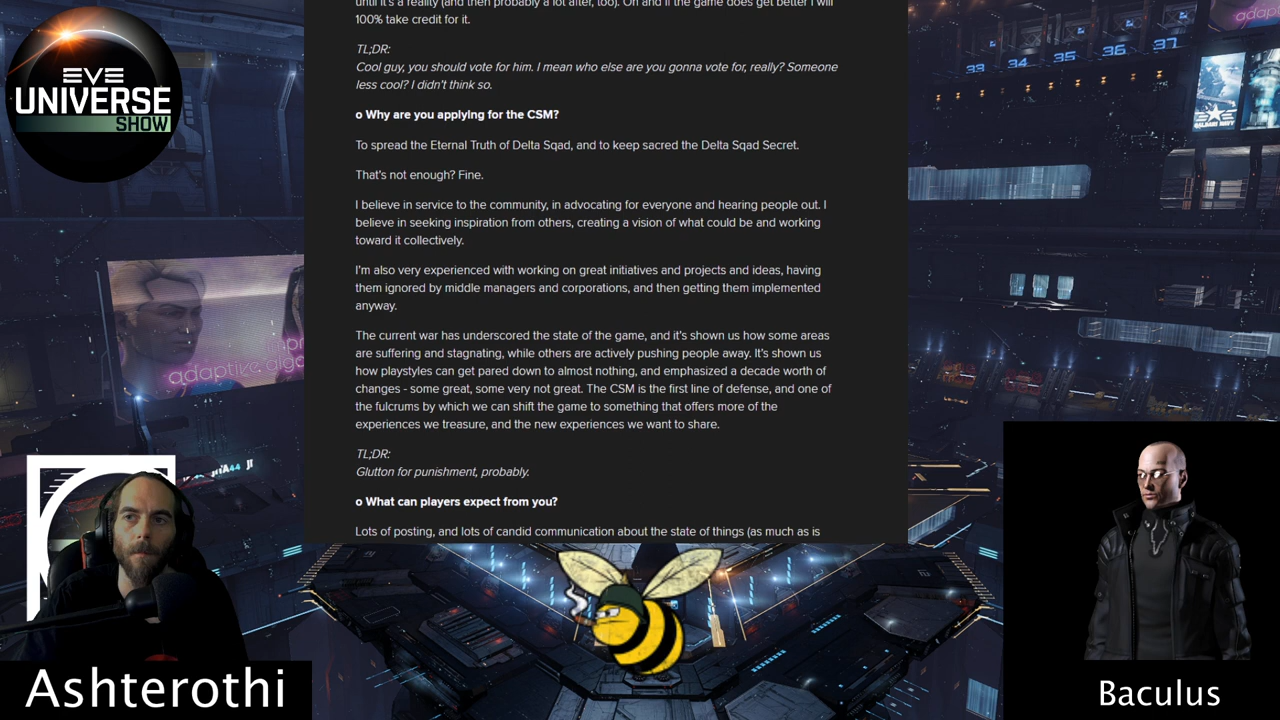 until it's a reality (and then probably a lot after, too). Oh and if the game does get better I will
100% take credit for it.
TL;DR:
Cool guy, you should vote for him. I mean who else are you gonna vote for, really? Someone
less cool? I didn't think so.
o Why are you applying for the CSM?
To spread the Eternal Truth of Delta Sqad, and to keep sacred the Delta Sqad Secret.
That's not enough? Fine.
I believe in service to the community, in advocating for everyone and hearing people out. I
believe in seeking inspiration from others, creating a vision of what could be and working
toward it collectively.
I'm also very experienced with working on great initiatives and projects and ideas, having
them ignored by middle managers and corporations, and then getting them implemented
anyway.
The current war has underscored the state of the game, and it's shown us how some areas
are suffering and stagnating, while others are actively pushing people away. It's shown us
how playstyles can get pared down to almost nothing, and emphasized a decade worth of
changes - some great, some very not great. The CSM is the first line of defense, and one of
the fulcrums by which we can shift the game to something that offers more of the
experiences we treasure, and the new experiences we want to share.
TL;DR:
Glutton for punishment, probably.
o What can players expect from you?
Lots of posting, and lots of candid communication about the state of things (as much as is
EVE
UNIVERSE
SHOW
33 34 35 36 37
adapti
adaptive algo
Ashterothi
Baculus